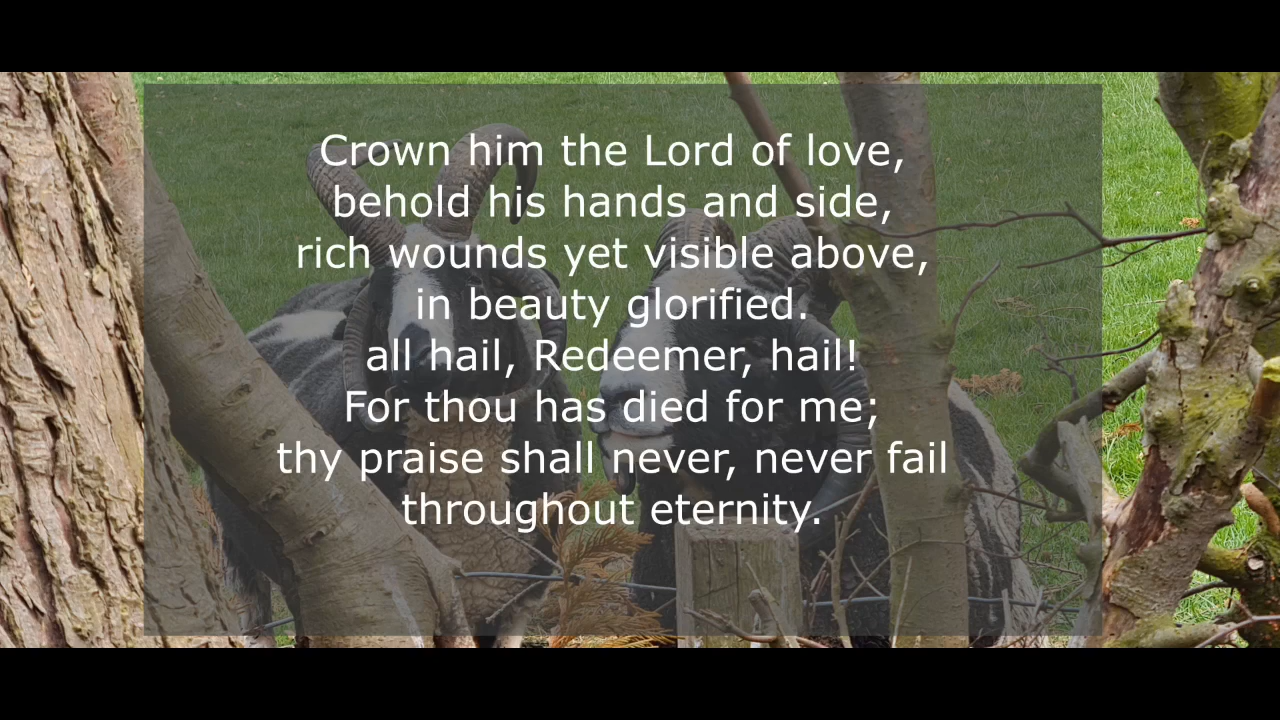 Crown him the Lord of love,
behold his hands and side,
rich wounds yet visible above,
in beauty glorified.
all hail, Redeemer, hail!
For thou has died for me;
thy praise shall never, never fail
throughout eternity.